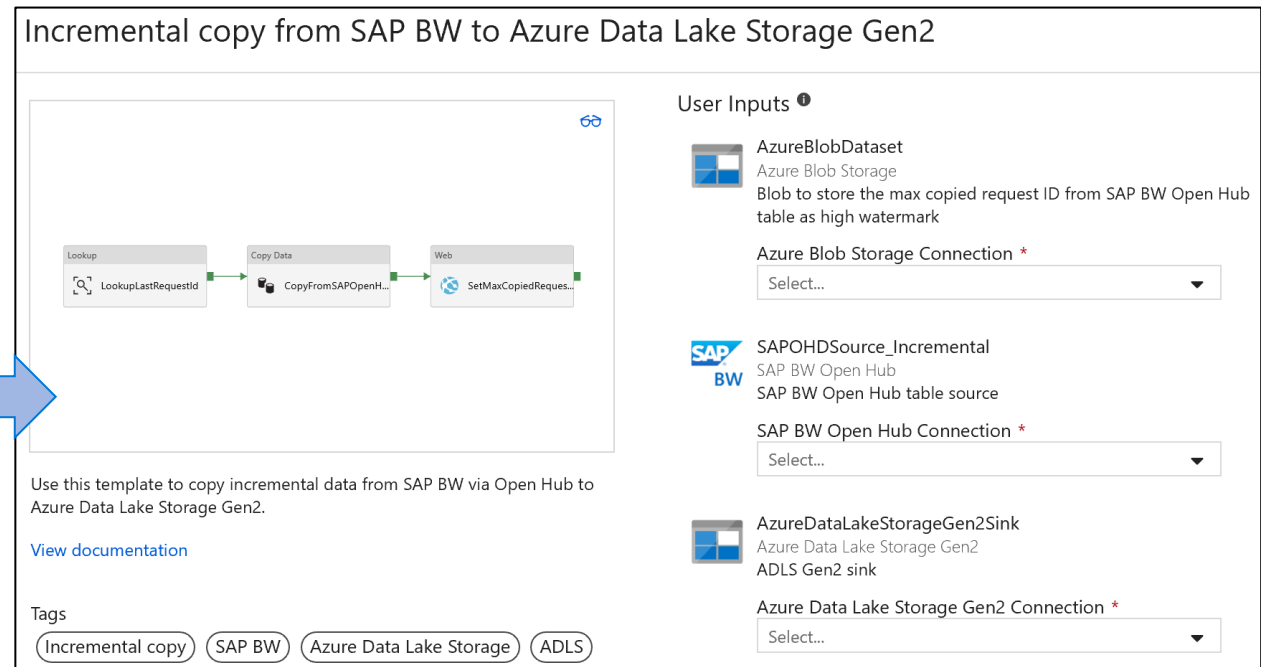 Incremental copy from SAP BW to Azure Data Lake Storage Gen2
Lookup
LookupLastRequestId
Copy Data
CopyFromSAPOpenH...
Web
SetMaxCopiedReques...
Use this template to copy incremental data from SAP BW via Open Hub to
Azure Data Lake Storage Gen2.
View documentation
Tags
Incremental copy
SAP BW
Azure Data Lake Storage
ADLS
User Inputs
AzureBlobDataset
Azure Blob Storage
Blob to store the max copied request ID from SAP BW Open Hub
table as high watermark
Azure Blob Storage Connection *
Select...
SAP
BW
SAPOHDSource_Incremental
SAP BW Open Hub
SAP BW Open Hub table source
SAP BW Open Hub Connection *
Select...
AzureDataLakeStorageGen2Sink
Azure Data Lake Storage Gen2
ADLS Gen2 sink
Azure Data Lake Storage Gen2 Connection *
Select...